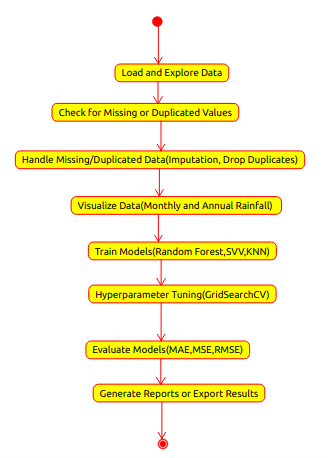 Load and Explore Data
Check for Missing or Duplicated Values
Handle Missing/Duplicated Data(Imputation, Drop Duplicates)
Visualize Data(Monthly and Annual Rainfall)
Train Models(Random Forest,SVV,KNN)
Hyperparameter Tuning(GridSearchCV)
Evaluate Models(MAE,MSE,RMSE)
Generate Reports or Export Results